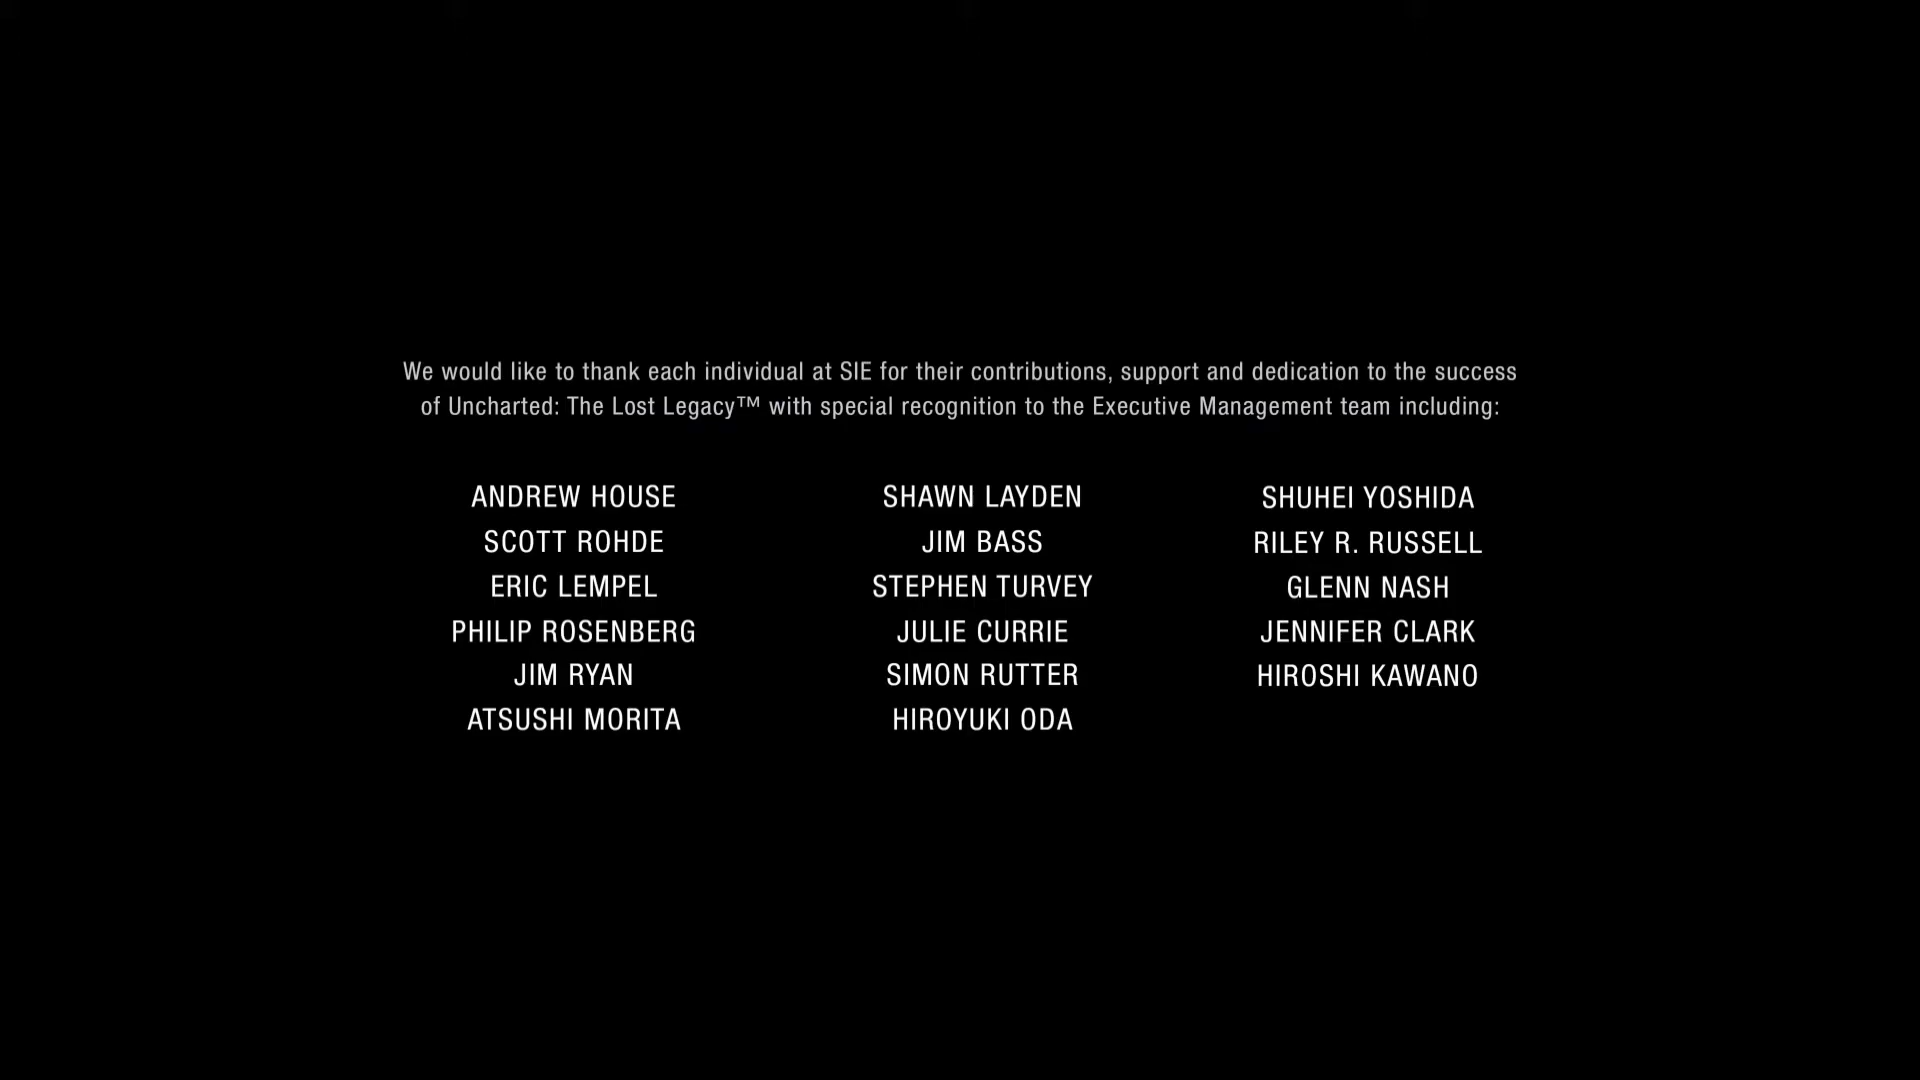 We would like to thank each individual at SIE for their contributions, support and dedication to the success
of Uncharted: The Lost Legacy™ with special recognition to the Executive Management team including:
ANDREW HOUSE SHAWN LAYDEN SHUHEI YOSHIDA
SCOTT ROHDE JIM BASS RILEY R. RUSSELL
ERIC LEMPEL STEPHEN TURVEY GLENN NASH
PHILIP ROSENBERG JULIE CURRIE JENNIFER CLARK
JIM RYAN SIMON RUTTER HIROSHI KAWANO
ATSUSHI MORITA HIROYUKI ODA